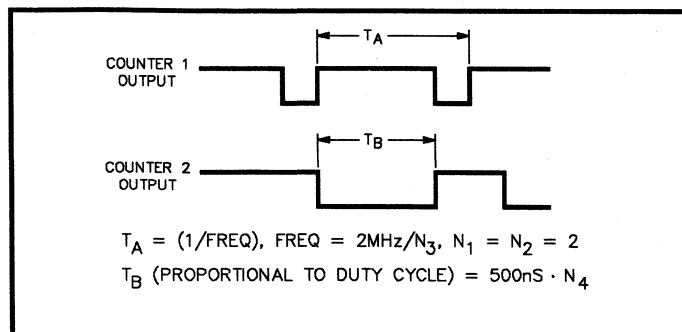 T_A
COUNTER 1
OUTPUT
T_B
COUNTER 2
OUTPUT
T_A = (1/FREQ), FREQ = 2MHz/N_3, N_1 = N_2 = 2
T_B (PROPORTIONAL TO DUTY CYCLE) = 500nS · N_4